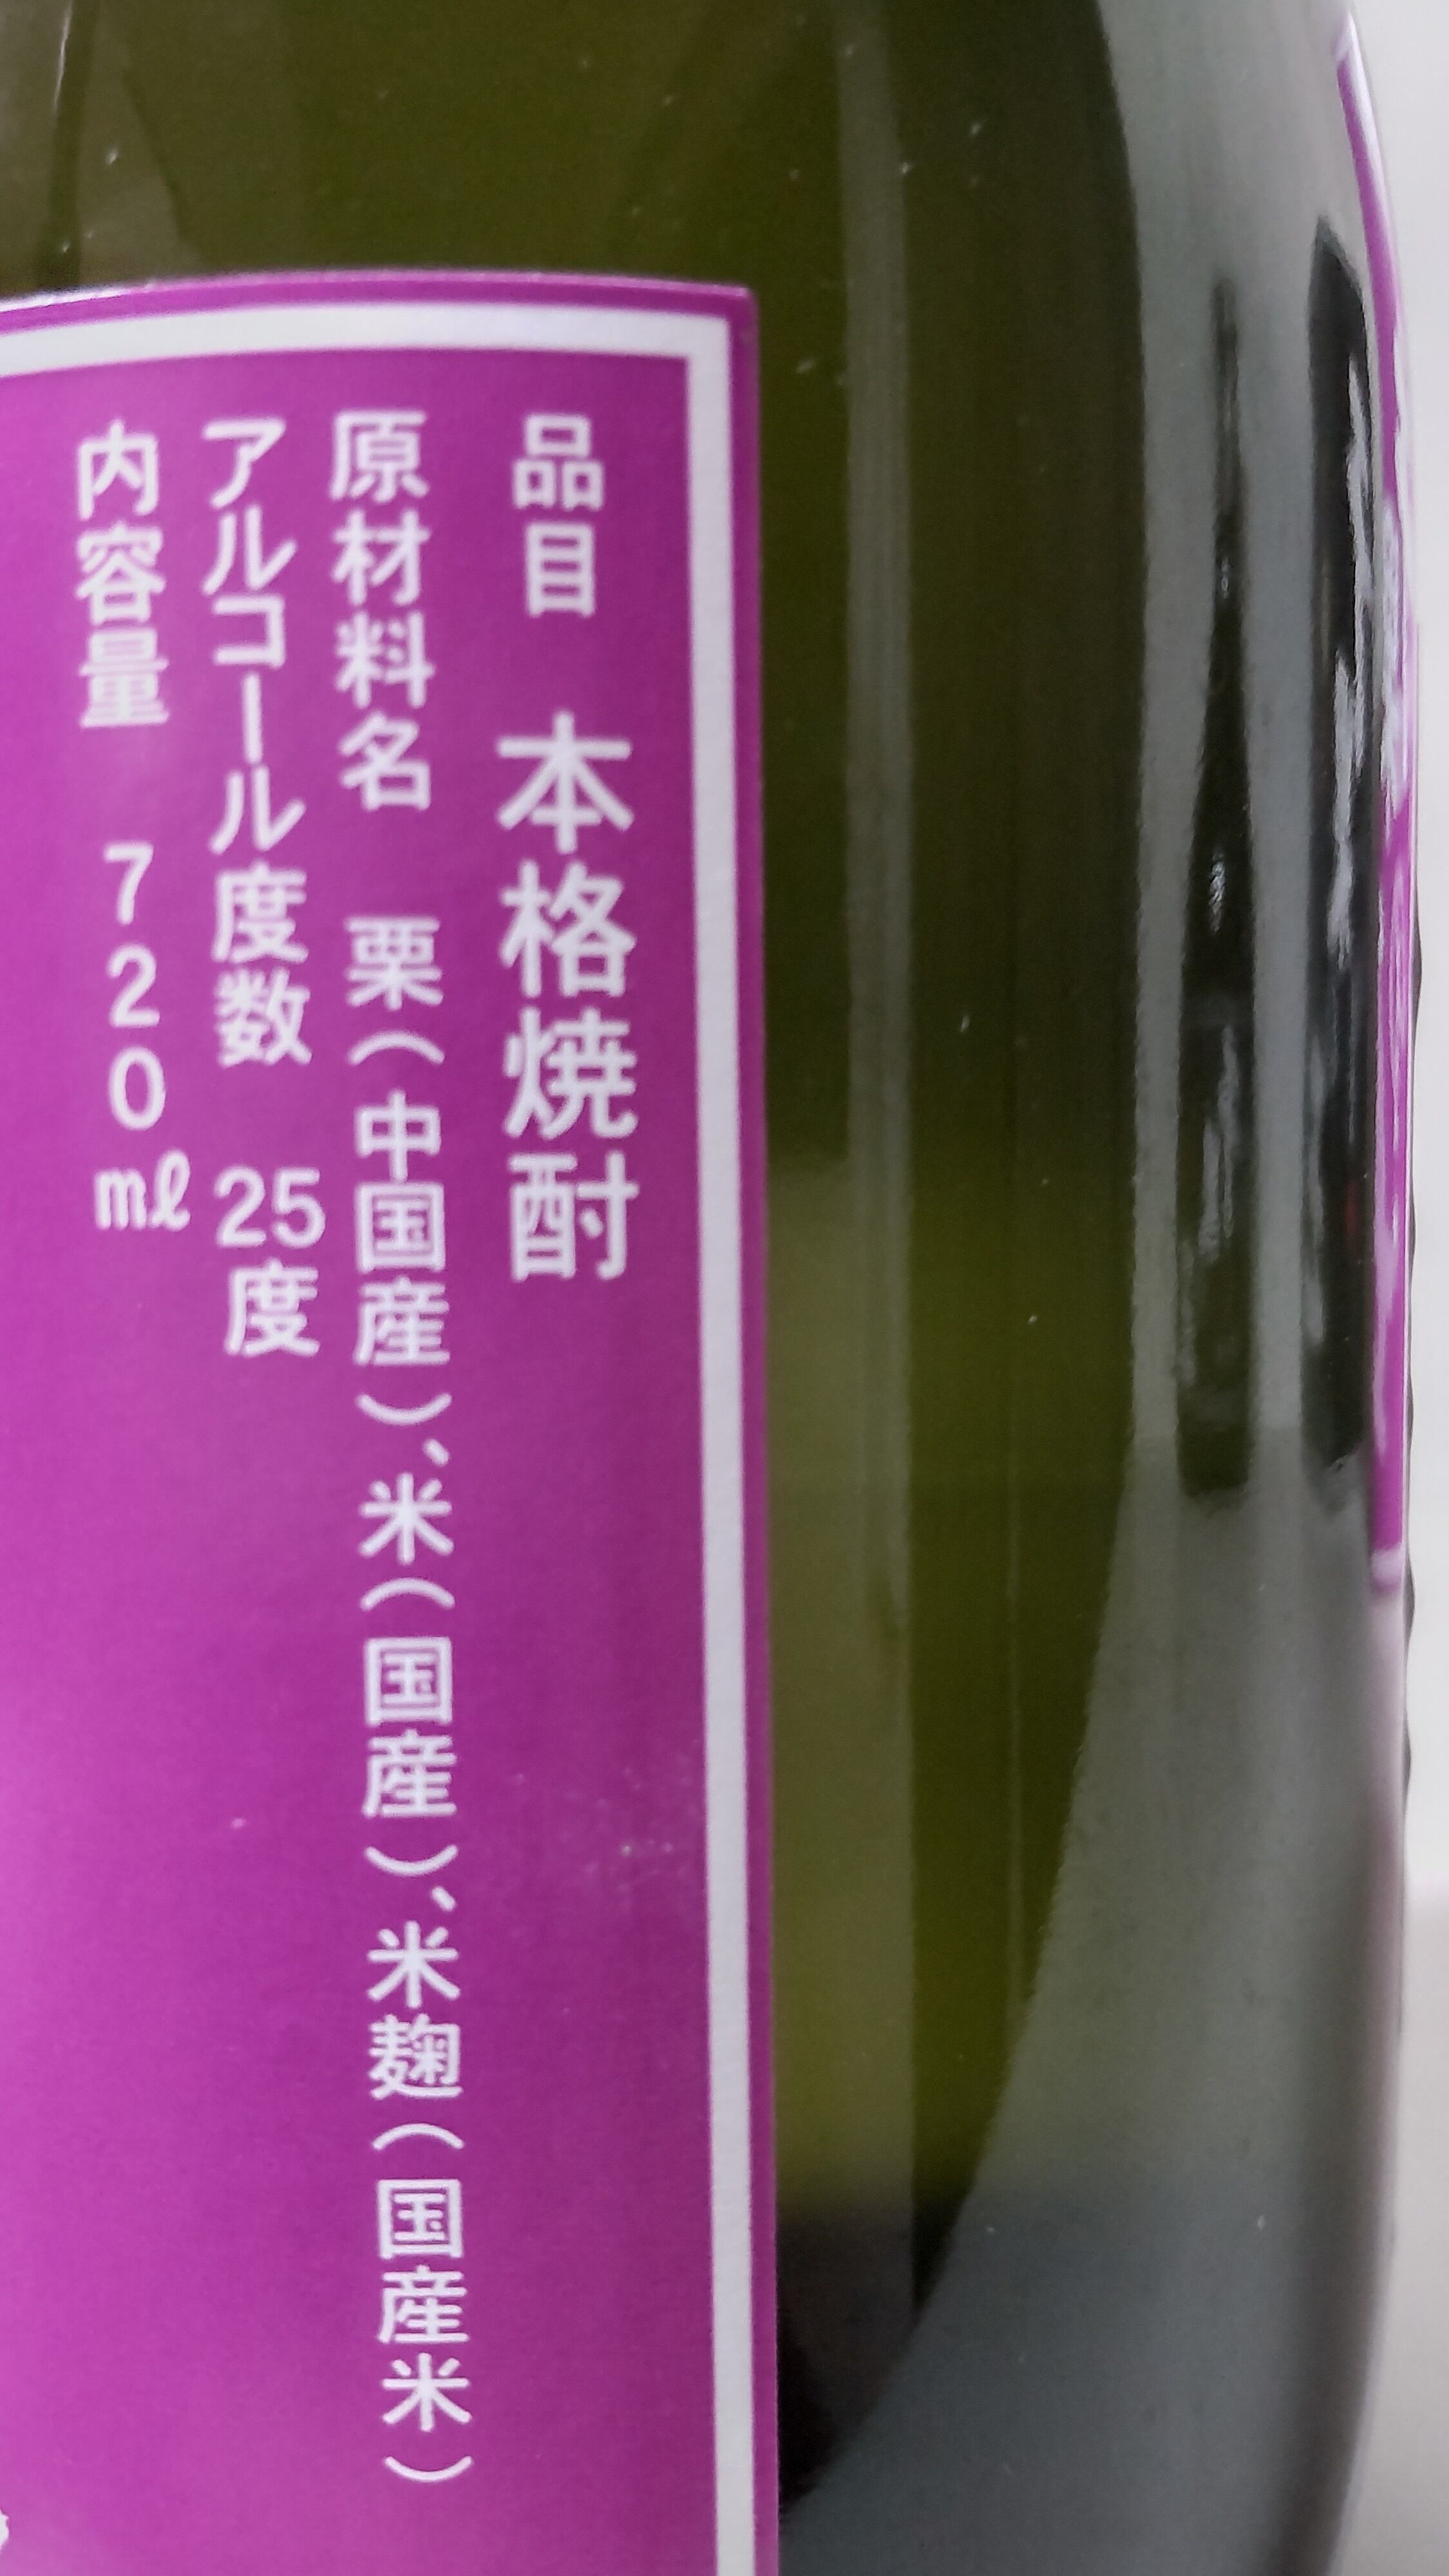 品目 本格焼酎
原材料名 栗(中国産)、米(国産)、米麹(国産米)
アルコール度数 25度
内容量 720㎖